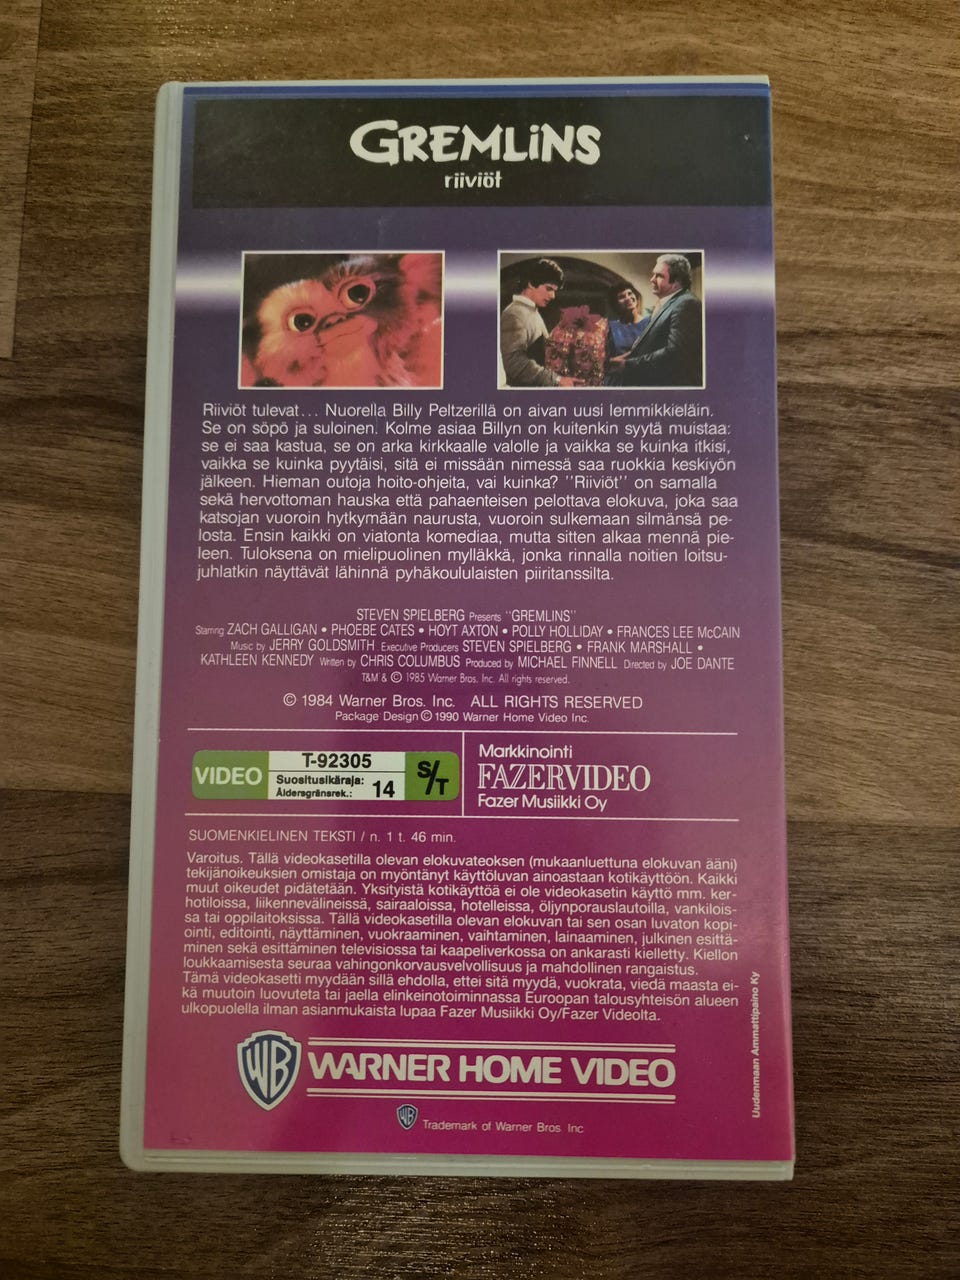 GREMLiNS
riiviöt
Riiviöt tulevat... Nuorella Billy Peltzerillä on aivan uusi lemmikkieläin.
Se on söpö ja suloinen. Kolme asiaa Billyn on kuitenkin syytä muistaa:
se ei saa kastua, se on arka kirkkaalle valolle ja vaikka se kuinka itkisi,
vaikka se kuinka pyytäisi, sitä ei missään nimessä saa ruokkia keskiyön
jälkeen. Hieman outoja hoito-ohjeita, vai kuinka? ''Riiviöt'' on samalla
sekä hervottoman hauska että pahaenteisen pelottava elokuva, joka saa
katsojan vuoroin hytkymään naurusta, vuoroin sulkemaan silmänsä pe-
losta. Ensin kaikki on viatonta komediaa, mutta sitten alkaa mennä pie-
leen. Tuloksena on mielipuolinen mylläkkä, jonka rinnalla noitien loitsu-
juhlatkin näyttävät lähinnä pyhäkoululaisten piiritanssilta.
STEVEN SPIELBERG Presents ''GREMLINS''
Starring ZACH GALLIGAN • PHOEBE CATES • HOYT AXTON • POLLY HOLLIDAY • FRANCES LEE McCAIN
Music by JERRY GOLDSMITH Executive Producers STEVEN SPIELBERG • FRANK MARSHALL •
KATHLEEN KENNEDY Written by CHRIS COLUMBUS Produced by MICHAEL FINNELL Directed by JOE DANTE
T&M & © 1985 Warner Bros. Inc. All rights reserved.
© 1984 Warner Bros. Inc. ALL RIGHTS RESERVED
Package Design © 1990 Warner Home Video Inc.
VIDEO
T-92305
Suositusikäraja:
Åldersgränsrek.: 14
S/T
Markkinointi
FAZERVIDEO
Fazer Musiikki Oy
SUOMENKIELINEN TEKSTI / n. 1 t. 46 min.
Varoitus. Tällä videokasetilla olevan elokuvateoksen (mukaanluettuna elokuvan ääni)
tekijänoikeuksien omistaja on myöntänyt käyttöluvan ainoastaan kotikäyttöön. Kaikki
muut oikeudet pidätetään. Yksityistä kotikäyttöä ei ole videokasetin käyttö mm. ker-
hotiloissa, liikennevälineissä, sairaaloissa, hotelleissa, öljynporauslautoilla, vankilois-
sa tai oppilaitoksissa. Tällä videokasetilla olevan elokuvan tai sen osan luvaton kopi-
ointi, editointi, näyttäminen, vuokraaminen, vaihtaminen, lainaaminen, julkinen esittä-
minen sekä esittäminen televisiossa tai kaapeliverkossa on ankarasti kielletty. Kiellon
loukkaamisesta seuraa vahingonkorvausvelvollisuus ja mahdollinen rangaistus.
Tämä videokasetti myydään sillä ehdolla, ettei sitä myydä, vuokrata, viedä maasta ei-
kä muutoin luovuteta tai jaella elinkeinotoiminnassa Euroopan talousyhteisön alueen
ulkopuolella ilman asianmukaista lupaa Fazer Musiikki Oy/Fazer Videolta.
Uudenmaan Ammattipaino Ky
WB WARNER HOME VIDEO
WB Trademark of Warner Bros. Inc